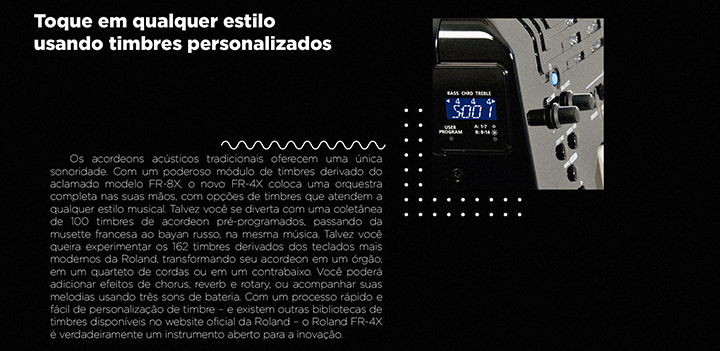 Toque em qualquer estilo
usando timbres personalizados
BASS CHRD TREBLE
4 4 4
S001
USER
PROGRAM
A: 1-7
B: 8-14
Os acordeons acústicos tradicionais oferecem uma única
sonoridade. Com um poderoso módulo de timbres derivado do
aclamado modelo FR-8X, o novo FR-4X coloca uma orquestra
completa nas suas mãos, com opções de timbres que atendem a
qualquer estilo musical. Talvez você se divirta com uma coletânea
de 100 timbres de acordeon pré-programados, passando da
musette francesa ao bayan russo, na mesma música. Talvez você
queira experimentar os 162 timbres derivados dos teclados mais
modernos da Roland, transformando seu acordeon em um órgão,
em um quarteto de cordas ou em um contrabaixo. Você poderá
adicionar efeitos de chorus, reverb e rotary, ou acompanhar suas
melodias usando três sons de bateria. Com um processo rápido e
fácil de personalização de timbre – e existem outras bibliotecas de
timbres disponíveis no website oficial da Roland – o Roland FR-4X
é verdadeiramente um instrumento aberto para a inovação.